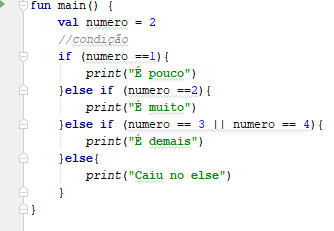 fun main() {
    val numero = 2
    //condição
    if (numero ==1){
        print("É pouco")
    }else if (numero ==2){
        print("É muito")
    }else if (numero == 3 || numero == 4){
        print("É demais")
    }else{
        print("Caiu no else")
    }
}